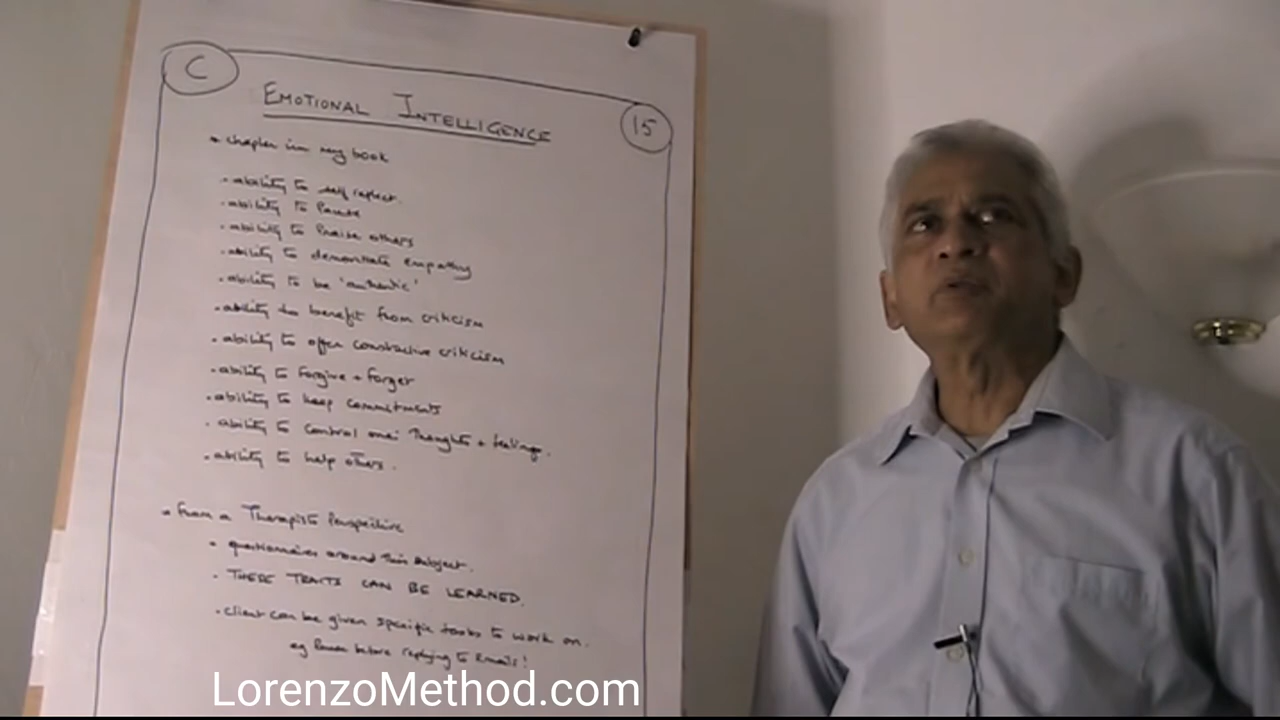 C
15
EMOTIONAL INTELLIGENCE
chapter in my book
ability to self reflect.
ability to Pause
ability to Praise others
ability to demonstrate empathy
ability to be 'authentic'
ability to benefit from criticism
ability to offer constructive criticism
ability to forgive + forget
ability to keep commitments
ability to control ones thoughts + feelings.
ability to help others.
from a Therapists Perspective
questionnaires around this subject.
THESE TRAITS CAN BE LEARNED.
client can be given specific tasks to work on.
eg Pause before replying to Emails!
LorenzoMethod.com